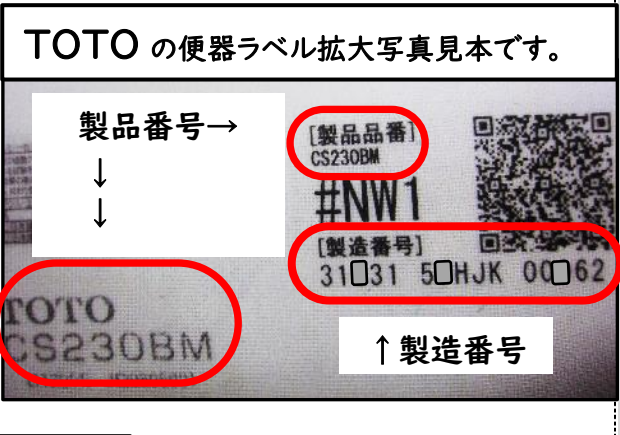 TOTO の便器ラベル拡大写真見本です。
製品番号→
↓
↓
[製品品番]
CS230BM
#NW1
[製造番号]
31□31 5□HJK 00□62
TOTO
CS230BM
↑製造番号